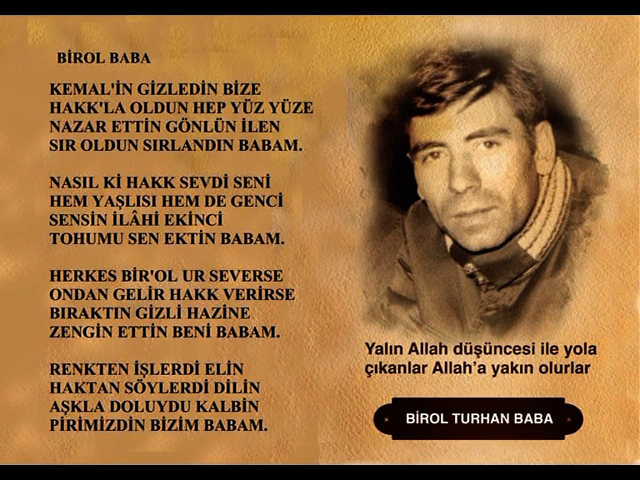 BİROL BABA
KEMAL'İN GİZLEDİN BİZE
HAKK'LA OLDUN HEP YÜZ YÜZE
NAZAR ETTİN GÖNLÜN İLEN
SIR OLDUN SIRLANDIN BABAM.
NASIL Kİ HAKK SEVDİ SENİ
HEM YAŞLISI HEM DE GENCİ
SENSİN İLÂHİ EKİNCİ
TOHUMU SEN EKTİN BABAM.
HERKES BİR'OL UR SEVERSE
ONDAN GELİR HAKK VERİRSE
BIRAKTIN GİZLİ HAZİNE
ZENGİN ETTİN BENİ BABAM.
RENKTEN İŞLERDİ ELİN
HAKTAN SÖYLERDİ DİLİN
AŞKLA DOLUYDU KALBİN
PİRİMİZDİN BİZİM BABAM.
Yalın Allah düşüncesi ile yola
çıkanlar Allah'a yakın olurlar
BİROL TURHAN BABA